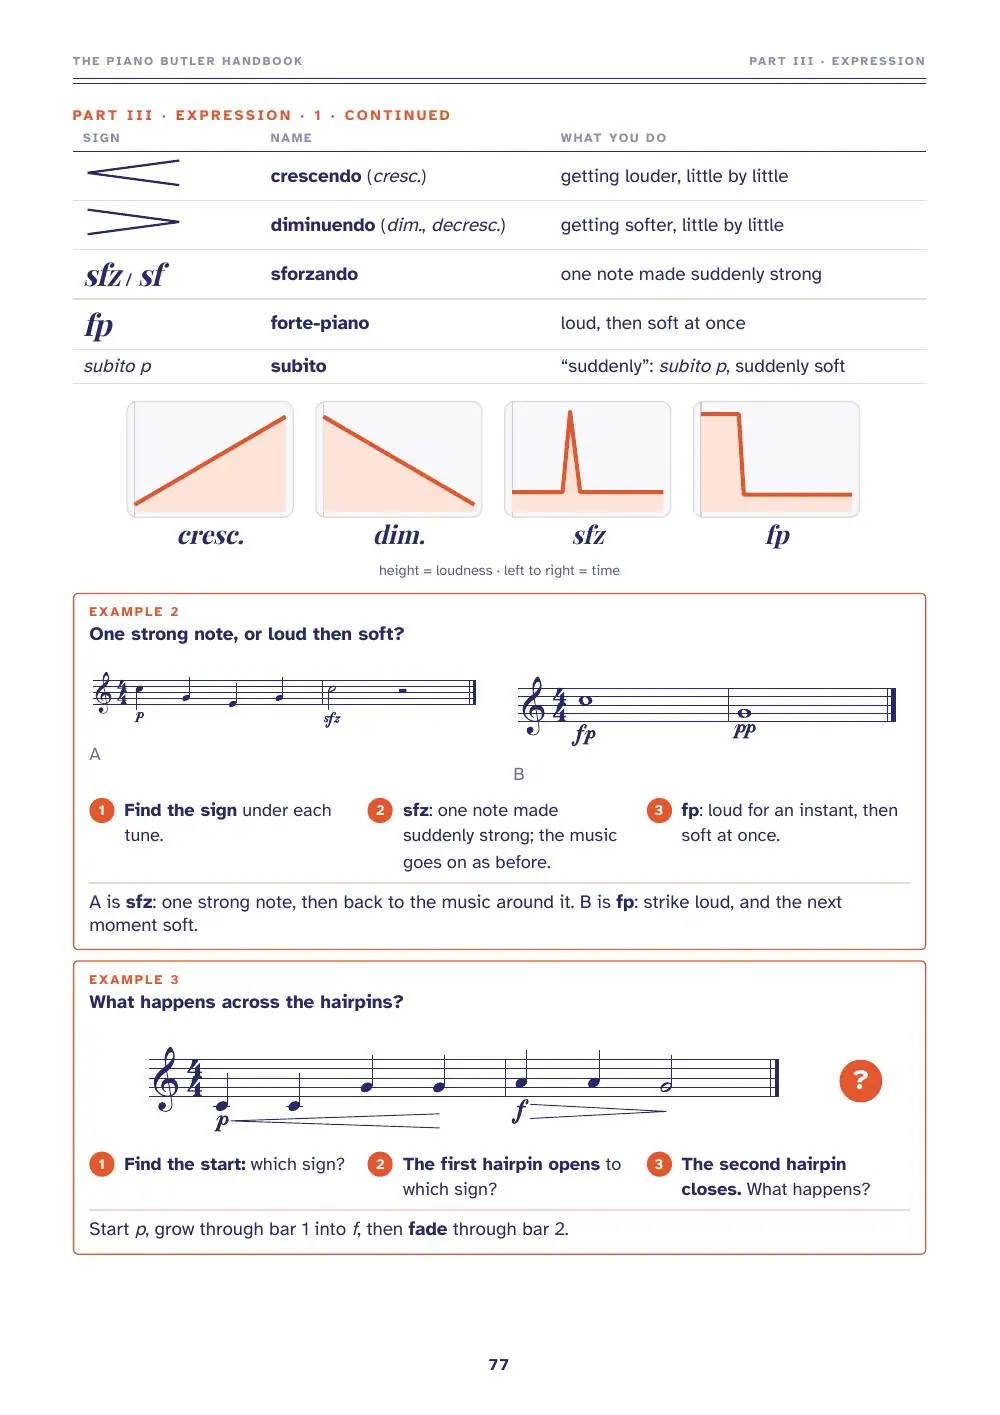 THE PIANO BUTLER HANDBOOK
PART III · EXPRESSION
PART III · EXPRESSION · 1 · CONTINUED
SIGN NAME WHAT YOU DO
crescendo (cresc.) getting louder, little by little
diminuendo (dim., decresc.) getting softer, little by little
sfz / sf sforzando one note made suddenly strong
fp forte-piano loud, then soft at once
subito p subito “suddenly”: subito p, suddenly soft
cresc. dim. sfz fp
height = loudness · left to right = time
EXAMPLE 2
One strong note, or loud then soft?
4 4 p sfz
A
4 4 fp pp
B
1 Find the sign under each
tune.
2 sfz: one note made
suddenly strong; the music
goes on as before.
3 fp: loud for an instant, then
soft at once.
A is sfz: one strong note, then back to the music around it. B is fp: strike loud, and the next
moment soft.
EXAMPLE 3
What happens across the hairpins?
4 4 p f
?
1 Find the start: which sign?
2 The first hairpin opens to
which sign?
3 The second hairpin
closes. What happens?
Start p, grow through bar 1 into f, then fade through bar 2.
77